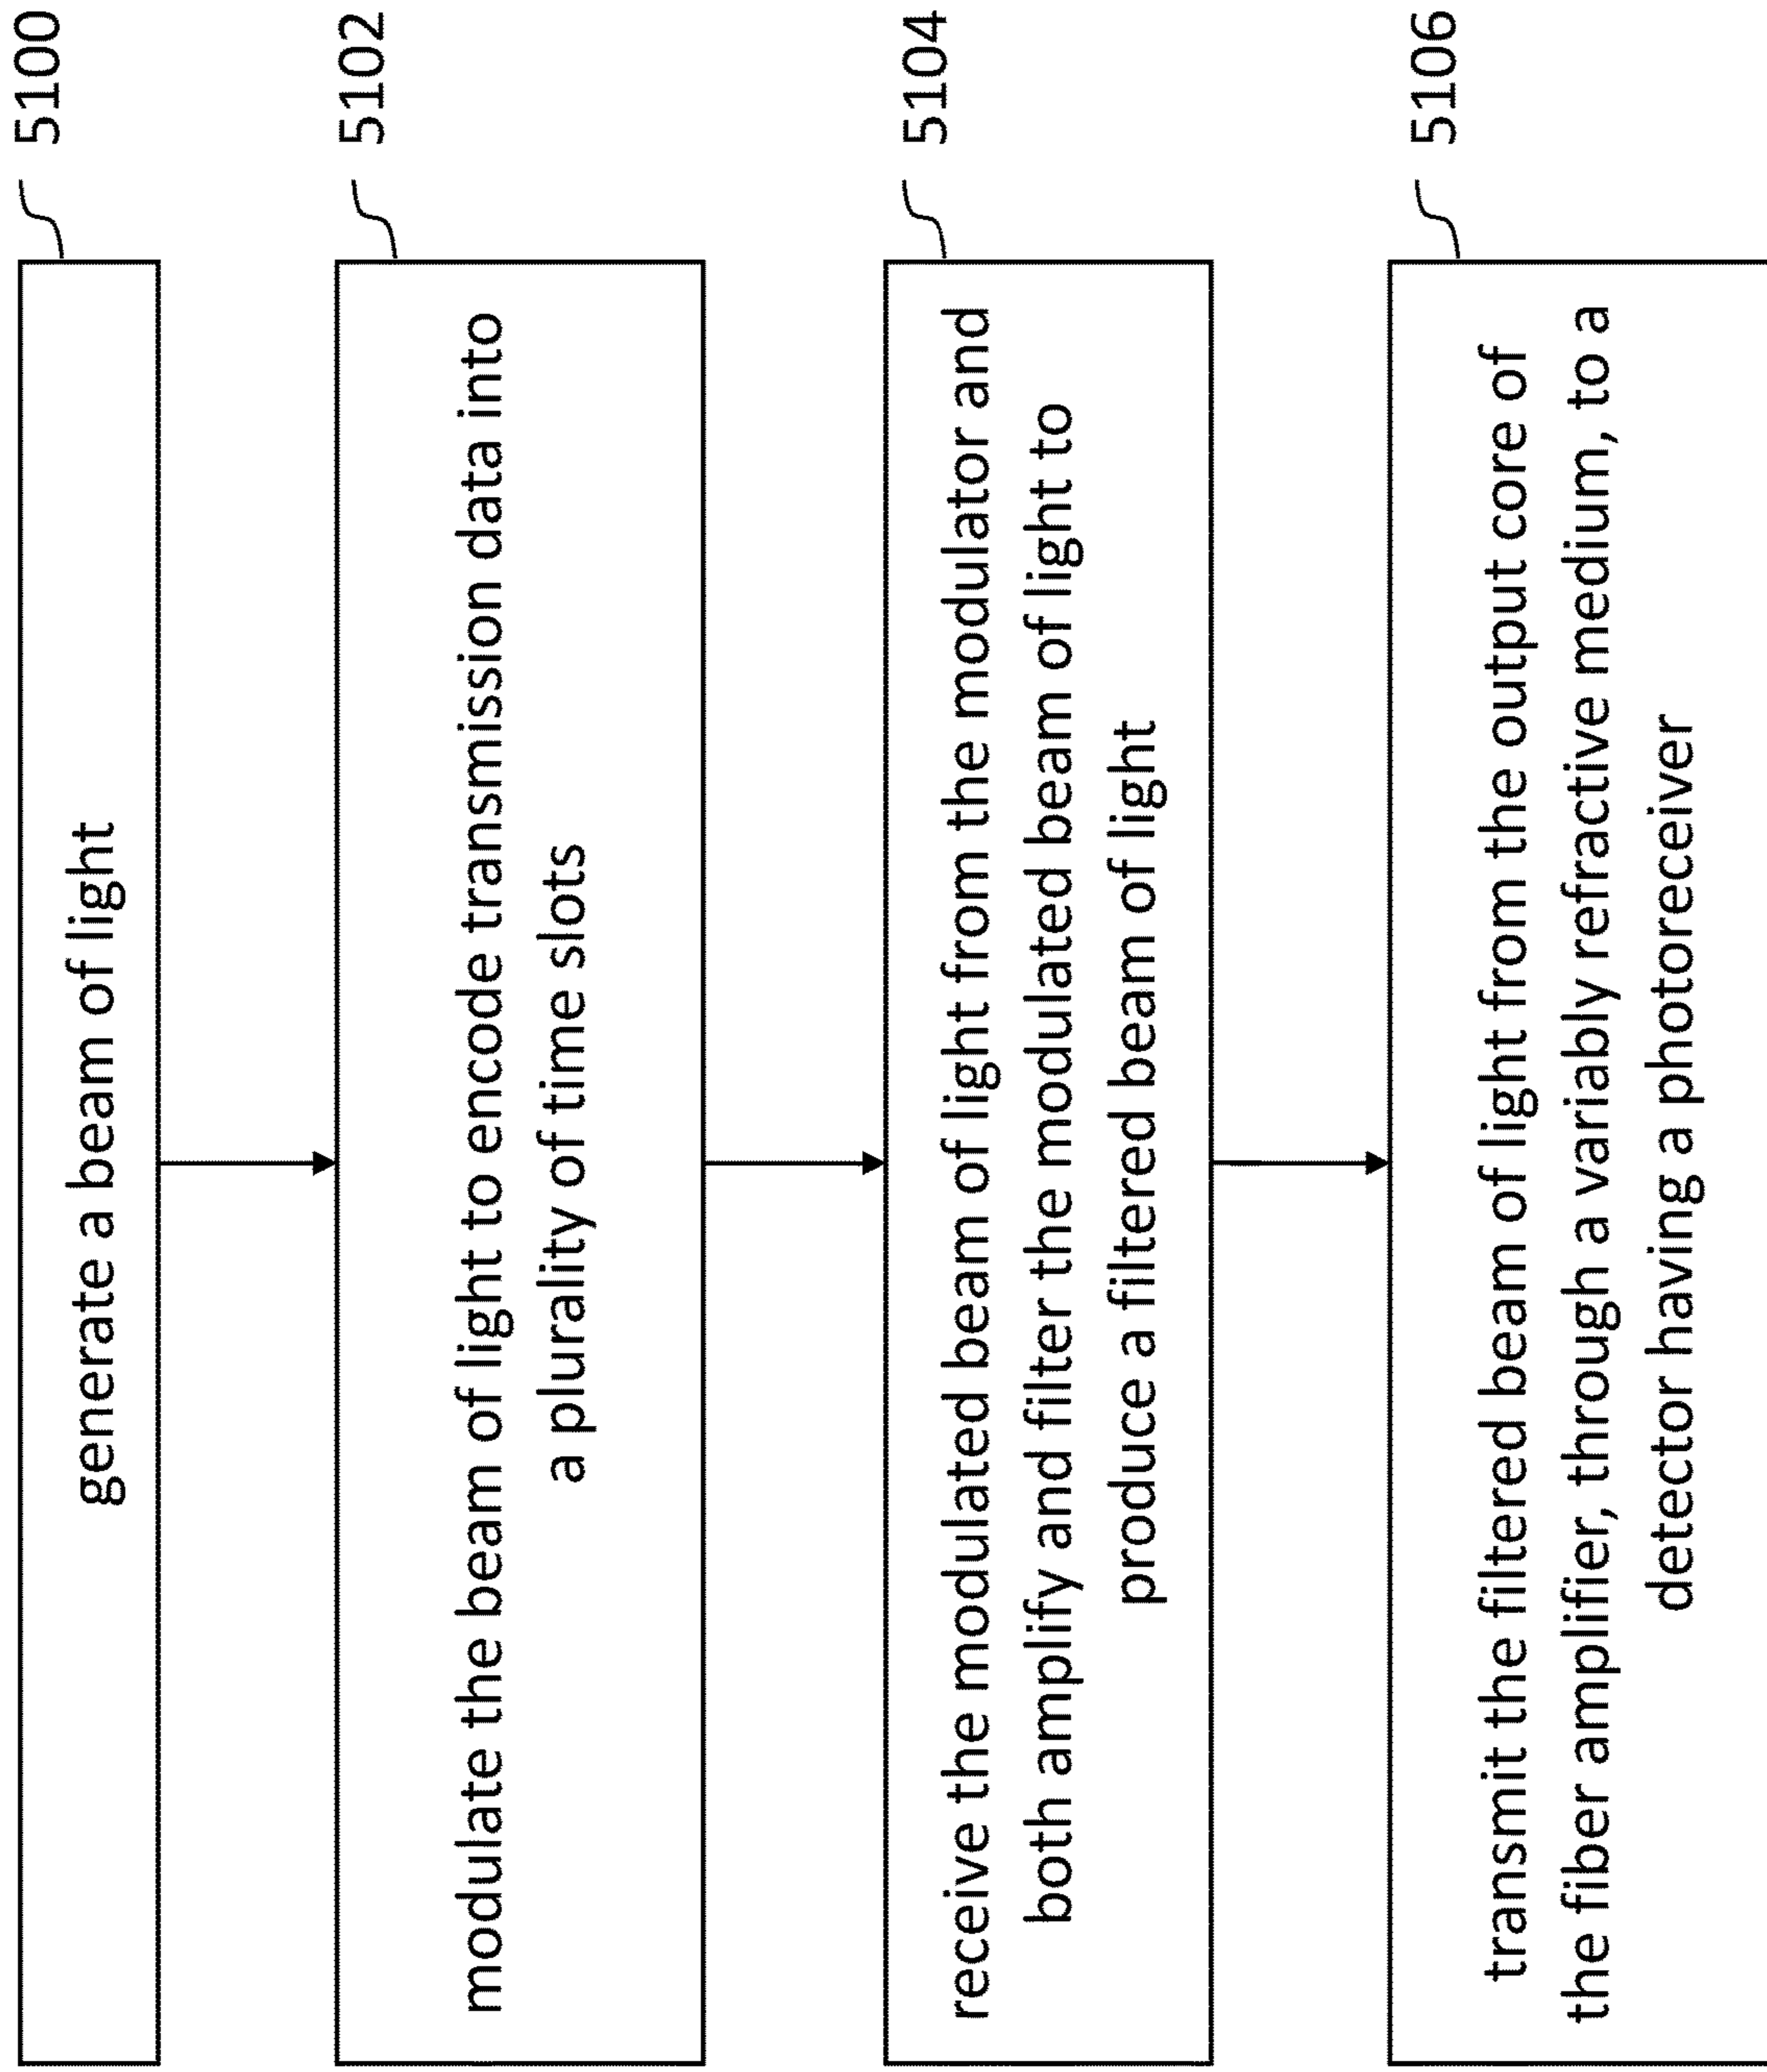 generate a beam of light
5100
modulate the beam of light to encode transmission data into
a plurality of time slots
5102
receive the modulated beam of light from the modulator and
both amplify and filter the modulated beam of light to
produce a filtered beam of light
5104
transmit the filtered beam of light from the output core of
the fiber amplifier, through a variably refractive medium, to a
detector having a photoreceiver
5106